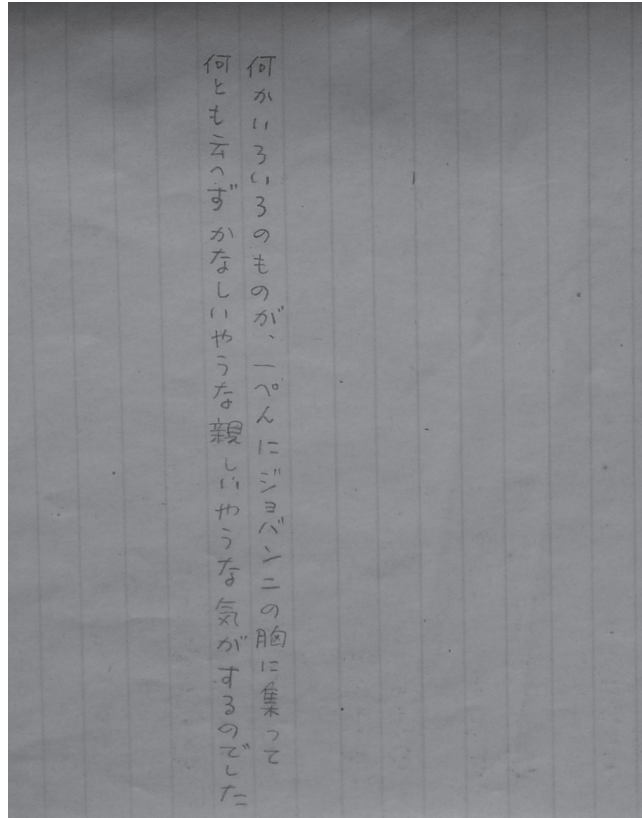 何かいろいろのものが、一ぺんにジョバンニの胸に集って
何とも云へずかなしいやうな親しいやうな気がするのでした